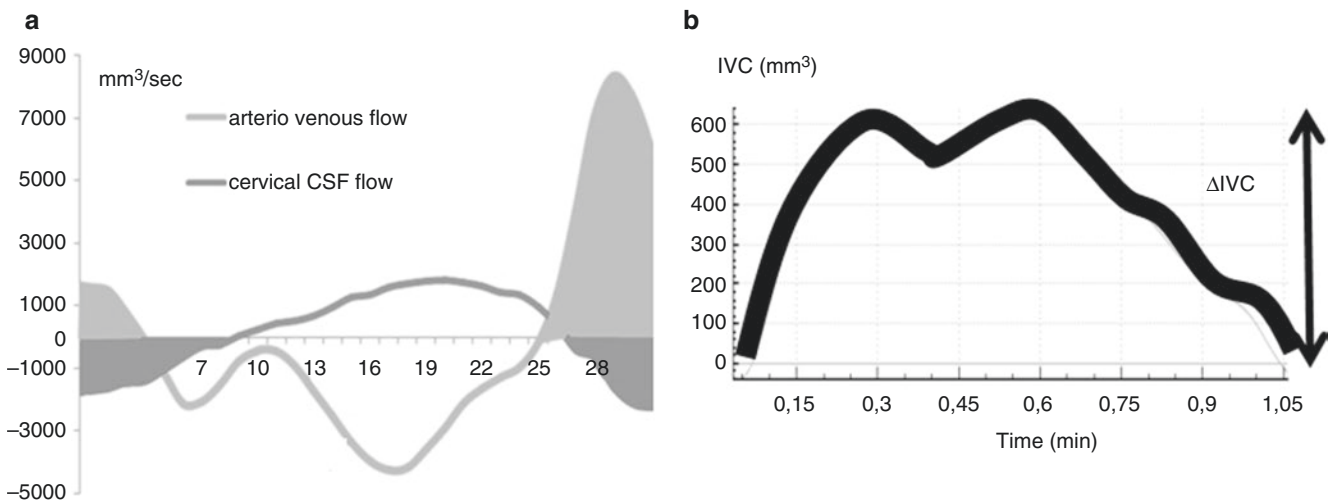 a
9000
mm³/sec
7000
arterio venous flow
5000
cervical CSF flow
3000
1000
0
7 10 13 16 19 22 25 28
–1000
–3000
–5000
b
IVC (mm³)
600
500
400
ΔIVC
300
200
100
0
0,15 0,3 0,45 0,6 0,75 0,9 1,05
Time (min)